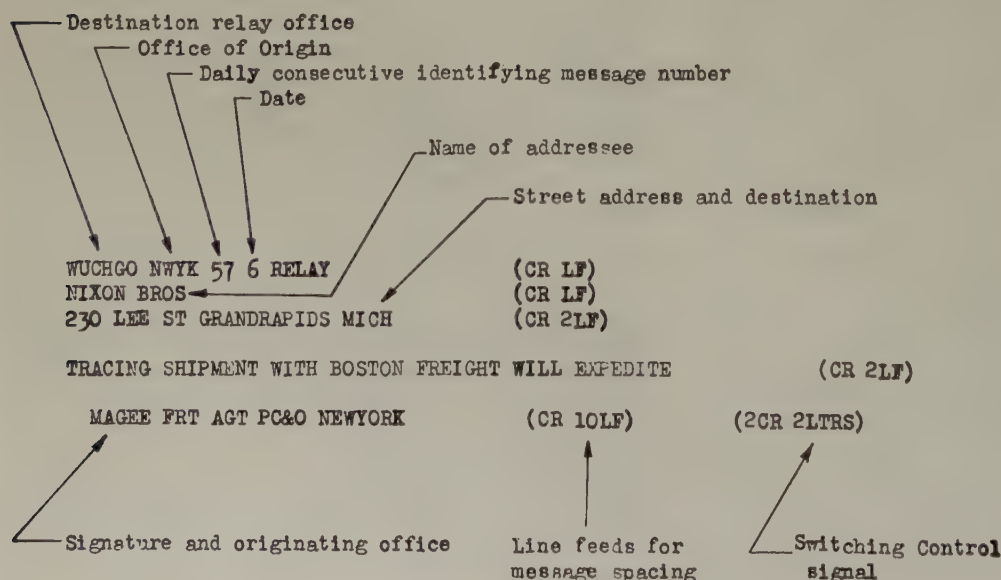 Destination relay office
Office of Origin
Daily consecutive identifying message number
Date
Name of addressee
Street address and destination
WUCHGO NWYK 57 6 RELAY (CR LF)
NIXON BROS (CR LF)
230 LEE ST GRANDRAPIDS MICH (CR 2LF)
TRACING SHIPMENT WITH BOSTON FREIGHT WILL EXPEDITE (CR 2LF)
MAGEE FRT AGT PC&O NEWYORK (CR 10LF) (2CR 2LTRS)
Signature and originating office Line feeds for Switching Control
message spacing signal